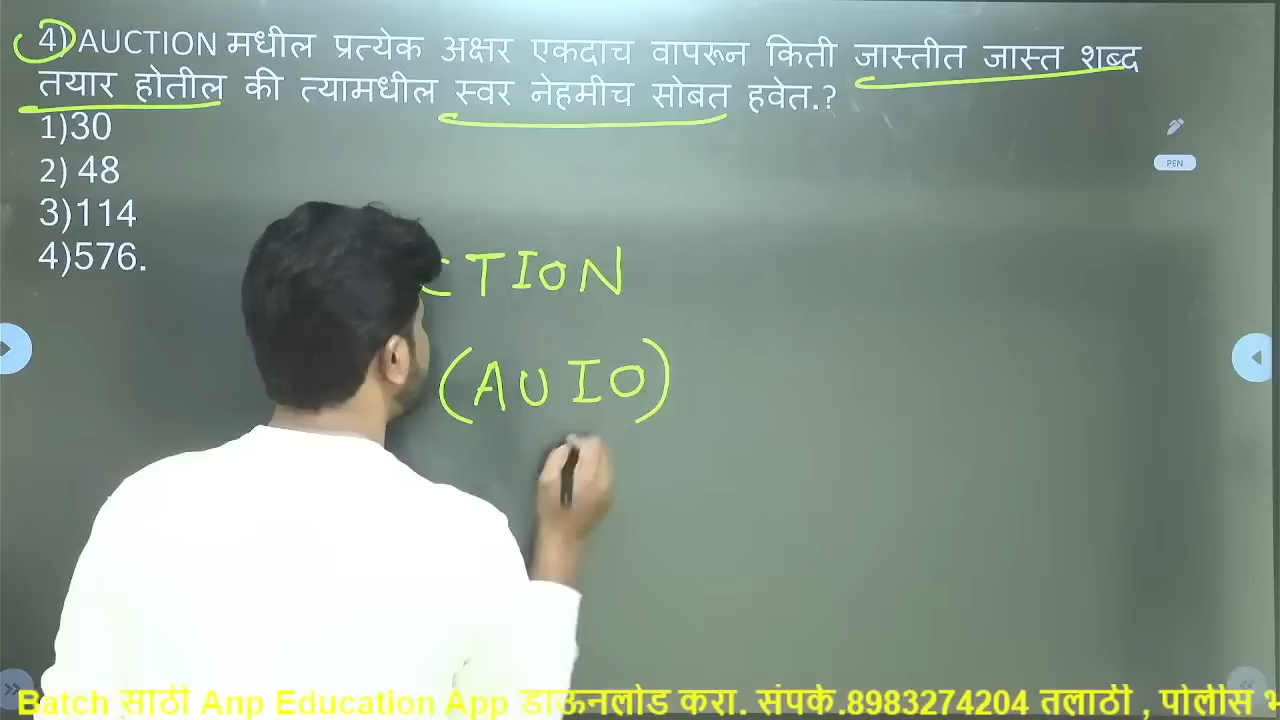 4) AUCTION मधील प्रत्येक अक्षर एकदाच वापरून किती जास्तीत जास्त शब्द
तयार होतील की त्यामधील स्वर नेहमीच सोबत हवेत.?
1)30
2) 48
3)114
4)576.
PEN
CTION
(AUIO)
Batch साठी Anp Education App डाऊनलोड करा. संपर्क.8983274204 तलाठी , पोलीस